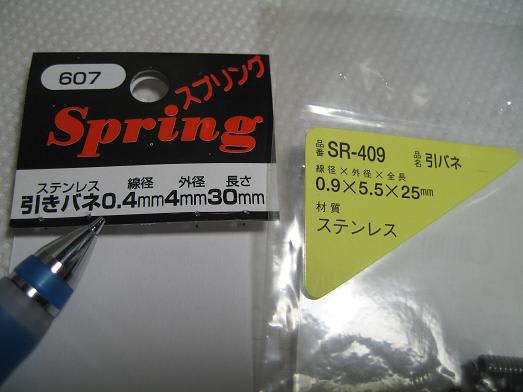 607
スプリング
Spring
ステンレス 線径 外径 長さ
引きバネ0.4mm4mm30mm
品番 SR-409 品名 引バネ
線径×外径×全長
0.9×5.5×25mm
材質
ステンレス